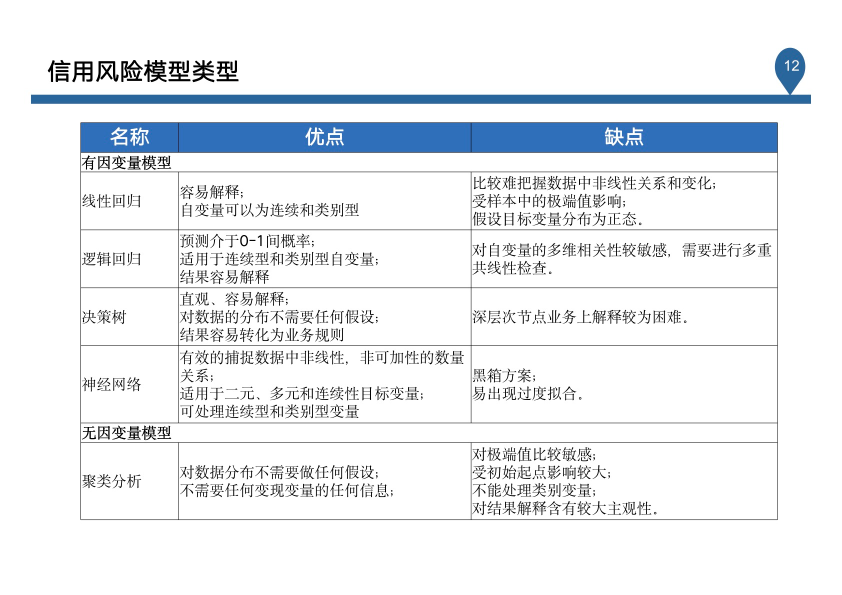 信用风险模型类型
12
名称
优点
缺点
有因变量模型
线性回归
容易解释；
自变量可以为连续和类别型
比较难把握数据中非线性关系和变化；
受样本中的极端值影响；
假设目标变量分布为正态。
逻辑回归
预测介于0-1间概率；
适用于连续型和类别型自变量；
结果容易解释
对自变量的多维相关性较敏感，需要进行多重
共线性检查。
决策树
直观、容易解释；
对数据的分布不需要任何假设；
结果容易转化为业务规则
深层次节点业务上解释较为困难。
神经网络
有效的捕捉数据中非线性，非可加性的数量
关系；
适用于二元、多元和连续性目标变量；
可处理连续型和类别型变量
黑箱方案；
易出现过度拟合。
无因变量模型
聚类分析
对数据分布不需要做任何假设；
不需要任何变现变量的任何信息；
对极端值比较敏感；
受初始起点影响较大；
不能处理类别变量；
对结果解释含有较大主观性。